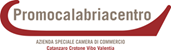 Promocalabriacentro
AZIENDA SPECIALE CAMERA DI COMMERCIO
Catanzaro Crotone Vibo Valentia